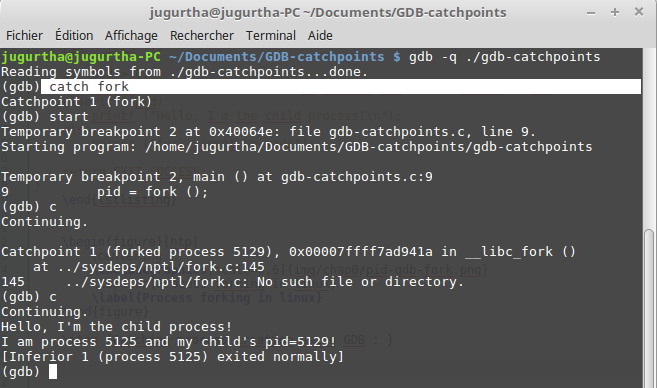 jugurtha@jugurtha-PC ~/Documents/GDB-catchpoints
Fichier Édition Affichage Rechercher Terminal Aide
jugurtha@jugurtha-PC ~/Documents/GDB-catchpoints $ gdb -q ./gdb-catchpoints
Reading symbols from ./gdb-catchpoints...done.
(gdb) catch fork
Catchpoint 1 (fork)
(gdb) start
Temporary breakpoint 2 at 0x40064e: file gdb-catchpoints.c, line 9.
Starting program: /home/jugurtha/Documents/GDB-catchpoints/gdb-catchpoints
Temporary breakpoint 2, main () at gdb-catchpoints.c:9
9 pid = fork ();
(gdb) c
Continuing.
Catchpoint 1 (forked process 5129), 0x00007ffff7ad941a in __libc_fork ()
at ../sysdeps/nptl/fork.c:145
145 ../sysdeps/nptl/fork.c: No such file or directory.
(gdb) c
Continuing.
Hello, I'm the child process!
I am process 5125 and my child's pid=5129!
[Inferior 1 (process 5125) exited normally]
(gdb)